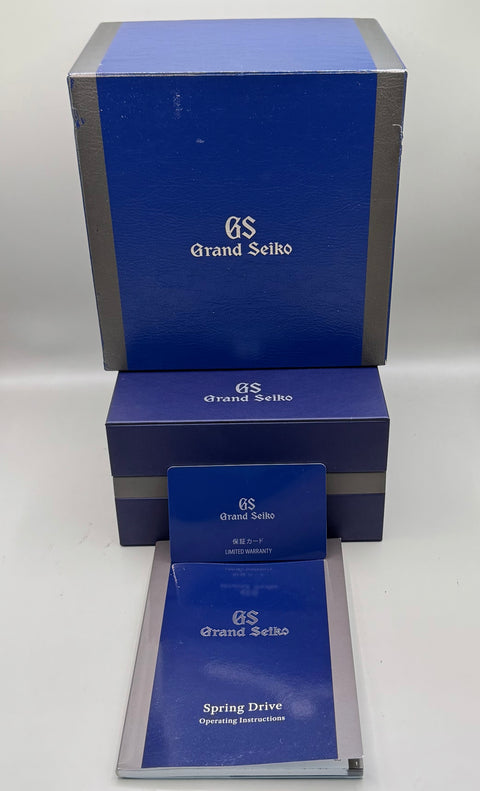 GS
Grand Seiko
GS
Grand Seiko
GS
Grand Seiko
保証カード
LIMITED WARRANTY
GS
Grand Seiko
Spring Drive
Operating Instructions